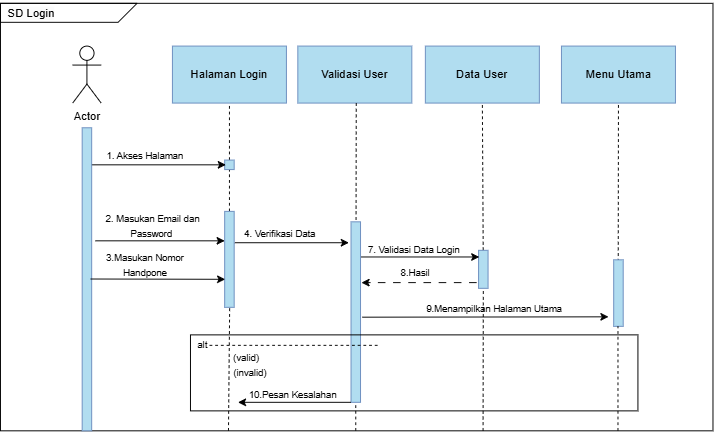 SD Login
Halaman Login
Validasi User
Data User
Menu Utama
Actor
1. Akses Halaman
2. Masukan Email dan
Password
4. Verifikasi Data
3.Masukan Nomor
Handpone
7. Validasi Data Login
8.Hasil
9.Menampilkan Halaman Utama
alt
(valid)
(invalid)
10.Pesan Kesalahan